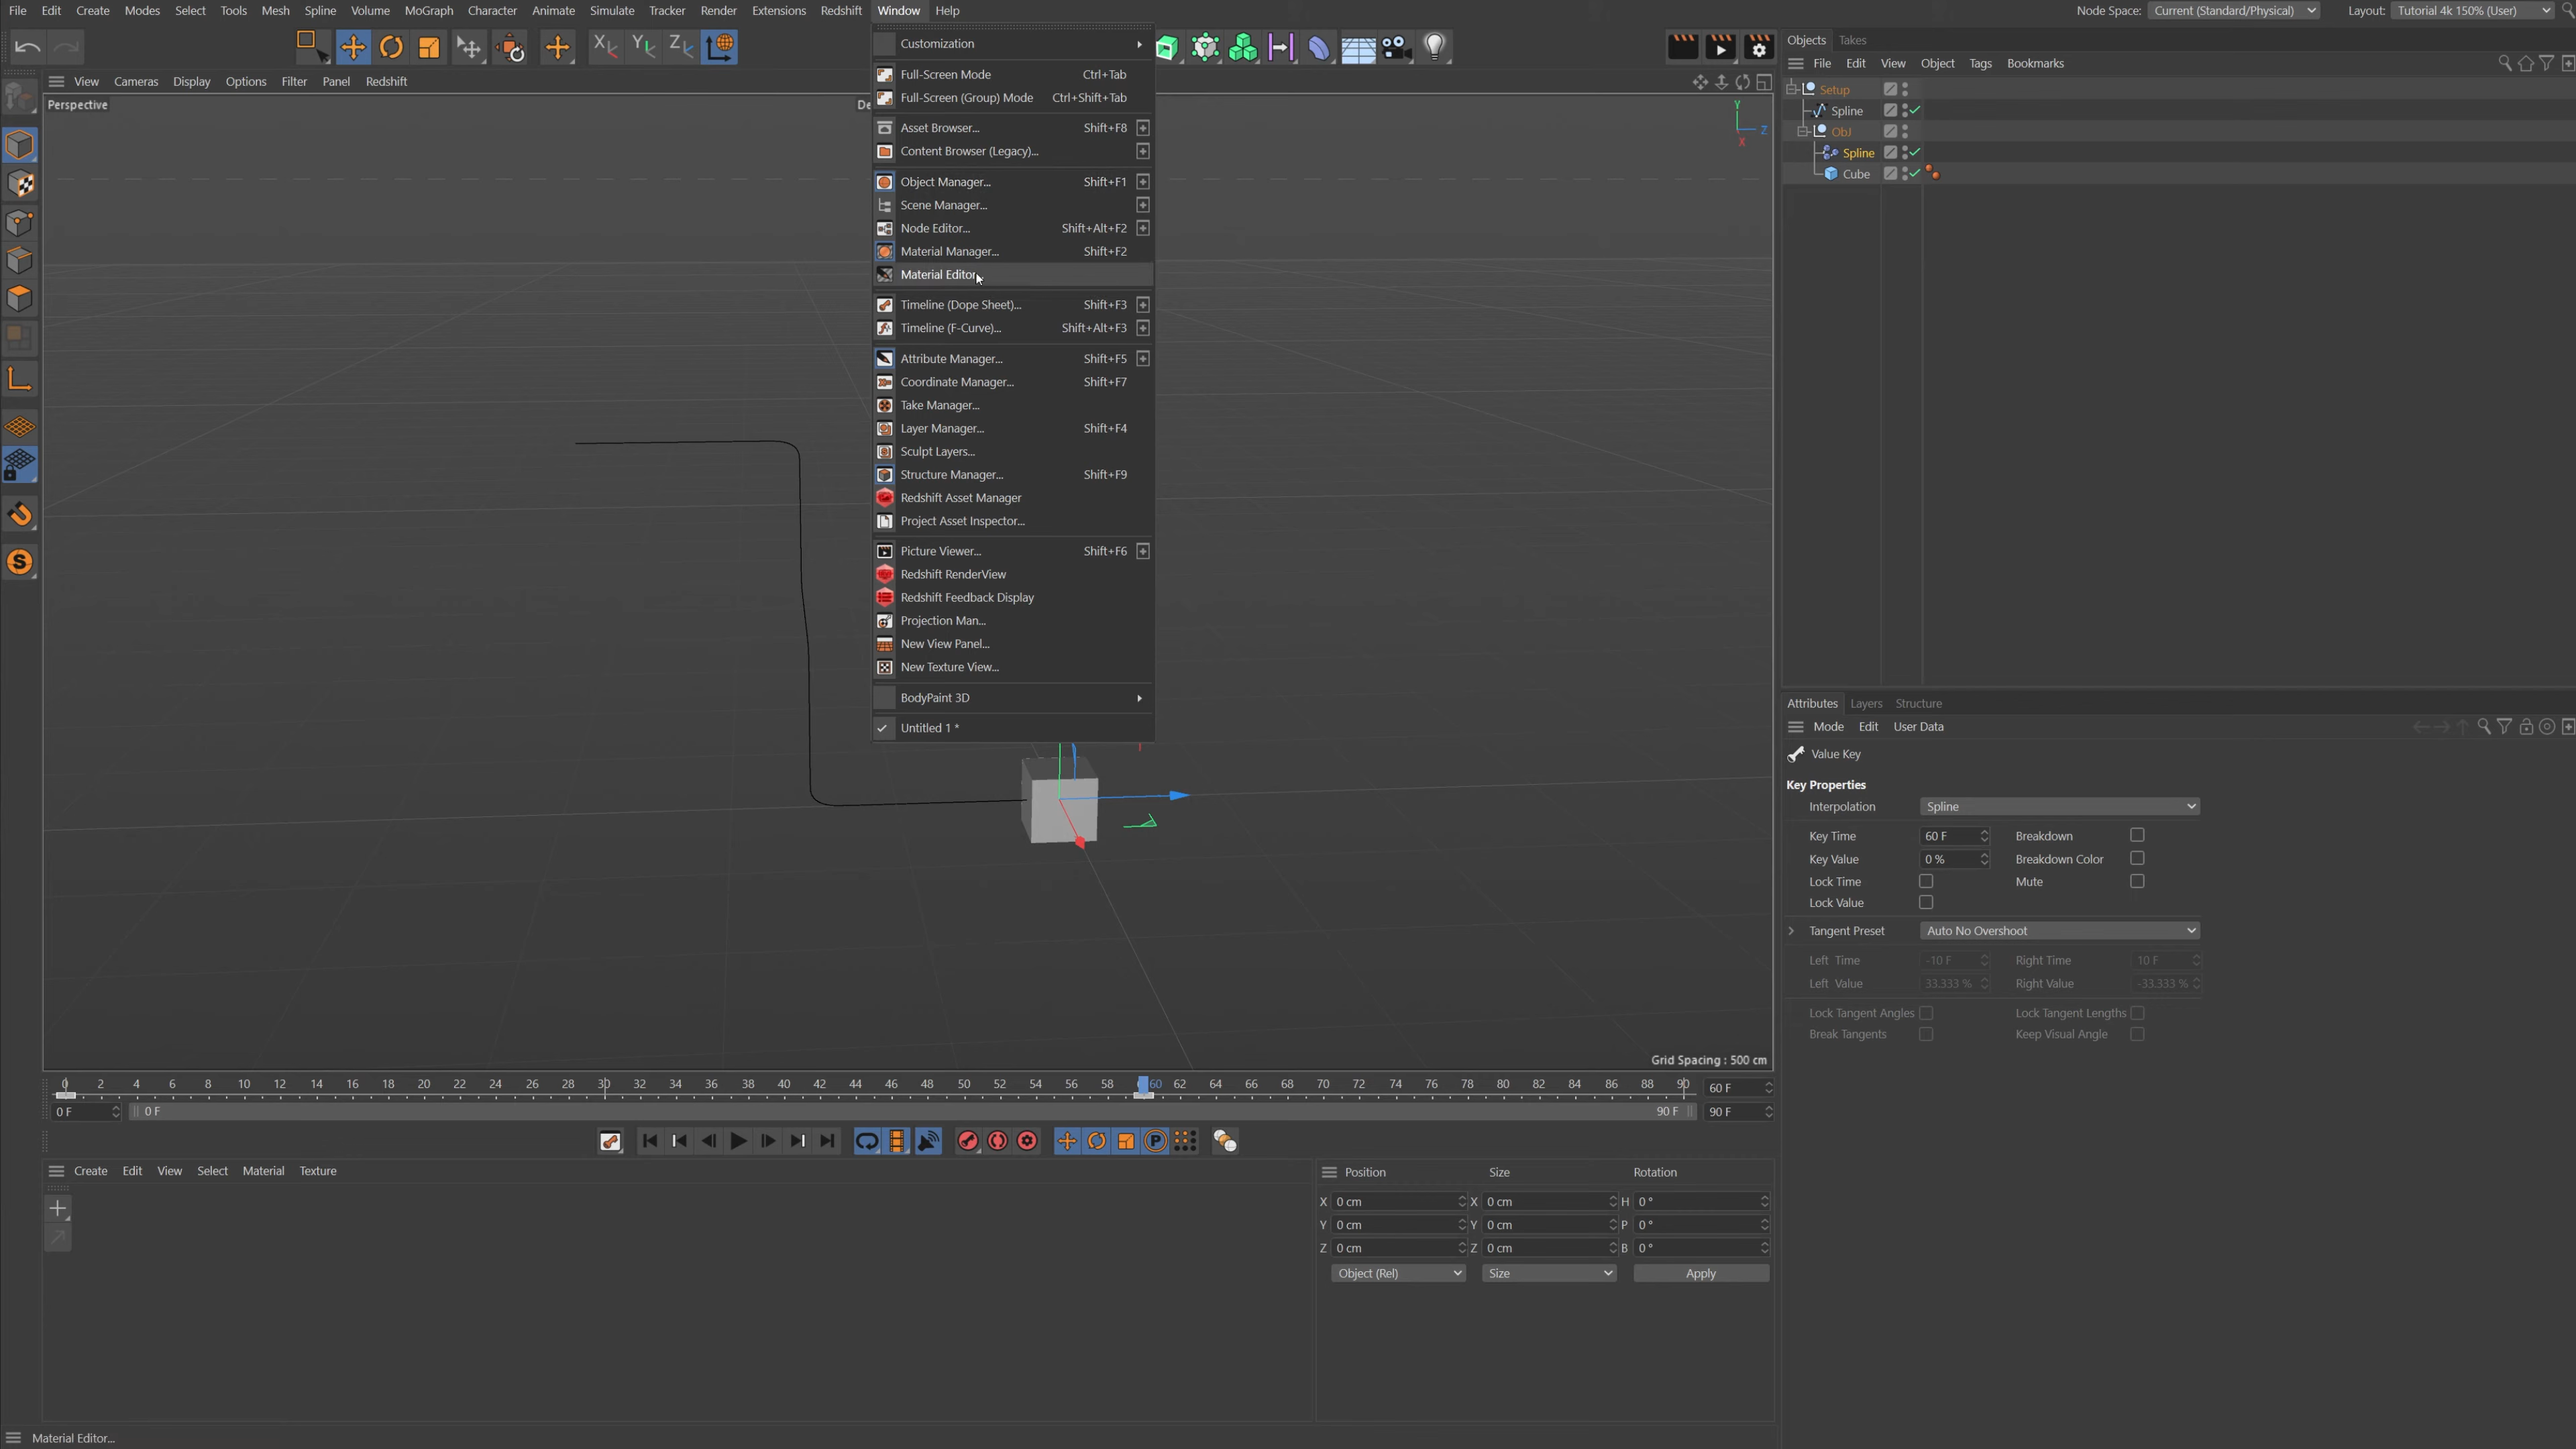 File Edit Create Modes Select Tools Mesh Spline Volume MoGraph Character Animate Simulate Tracker Render Extensions Redshift Window Help Node Space: Current (Standard/Physical) Layout: Tutorial 4k 150% (User)
X Y Z
View Cameras Display Options Filter Panel Redshift
Perspective
De
Y
Z
X
Customization
Full-Screen Mode Ctrl+Tab
Full-Screen (Group) Mode Ctrl+Shift+Tab
Asset Browser... Shift+F8
Content Browser (Legacy)...
Object Manager... Shift+F1
Scene Manager...
Node Editor... Shift+Alt+F2
Material Manager... Shift+F2
Material Editor
Timeline (Dope Sheet)... Shift+F3
Timeline (F-Curve)... Shift+Alt+F3
Attribute Manager... Shift+F5
Coordinate Manager... Shift+F7
Take Manager...
Layer Manager... Shift+F4
Sculpt Layers...
Structure Manager... Shift+F9
Redshift Asset Manager
Project Asset Inspector...
Picture Viewer... Shift+F6
Redshift RenderView
Redshift Feedback Display
Projection Man...
New View Panel...
New Texture View...
BodyPaint 3D
Untitled 1 *
Objects Takes
File Edit View Object Tags Bookmarks
Setup
Spline
ObJ
Spline
Cube
Attributes Layers Structure
Mode Edit User Data
Value Key
Key Properties
Interpolation Spline
Key Time 60 F Breakdown
Key Value 0 % Breakdown Color
Lock Time Mute
Lock Value
Tangent Preset Auto No Overshoot
Left Time -10 F Right Time 10 F
Left Value 33.333 % Right Value -33.333 %
Lock Tangent Angles Lock Tangent Lengths
Break Tangents Keep Visual Angle
Grid Spacing : 500 cm
0 2 4 6 8 10 12 14 16 18 20 22 24 26 28 30 32 34 36 38 40 42 44 46 48 50 52 54 56 58 60 62 64 66 68 70 72 74 76 78 80 82 84 86 88 90 60 F
0 F 0 F 90 F 90 F
P
S
Create Edit View Select Material Texture
Position Size Rotation
X 0 cm X 0 cm H 0 °
Y 0 cm Y 0 cm P 0 °
Z 0 cm Z 0 cm B 0 °
Object (Rel) Size Apply
Material Editor...